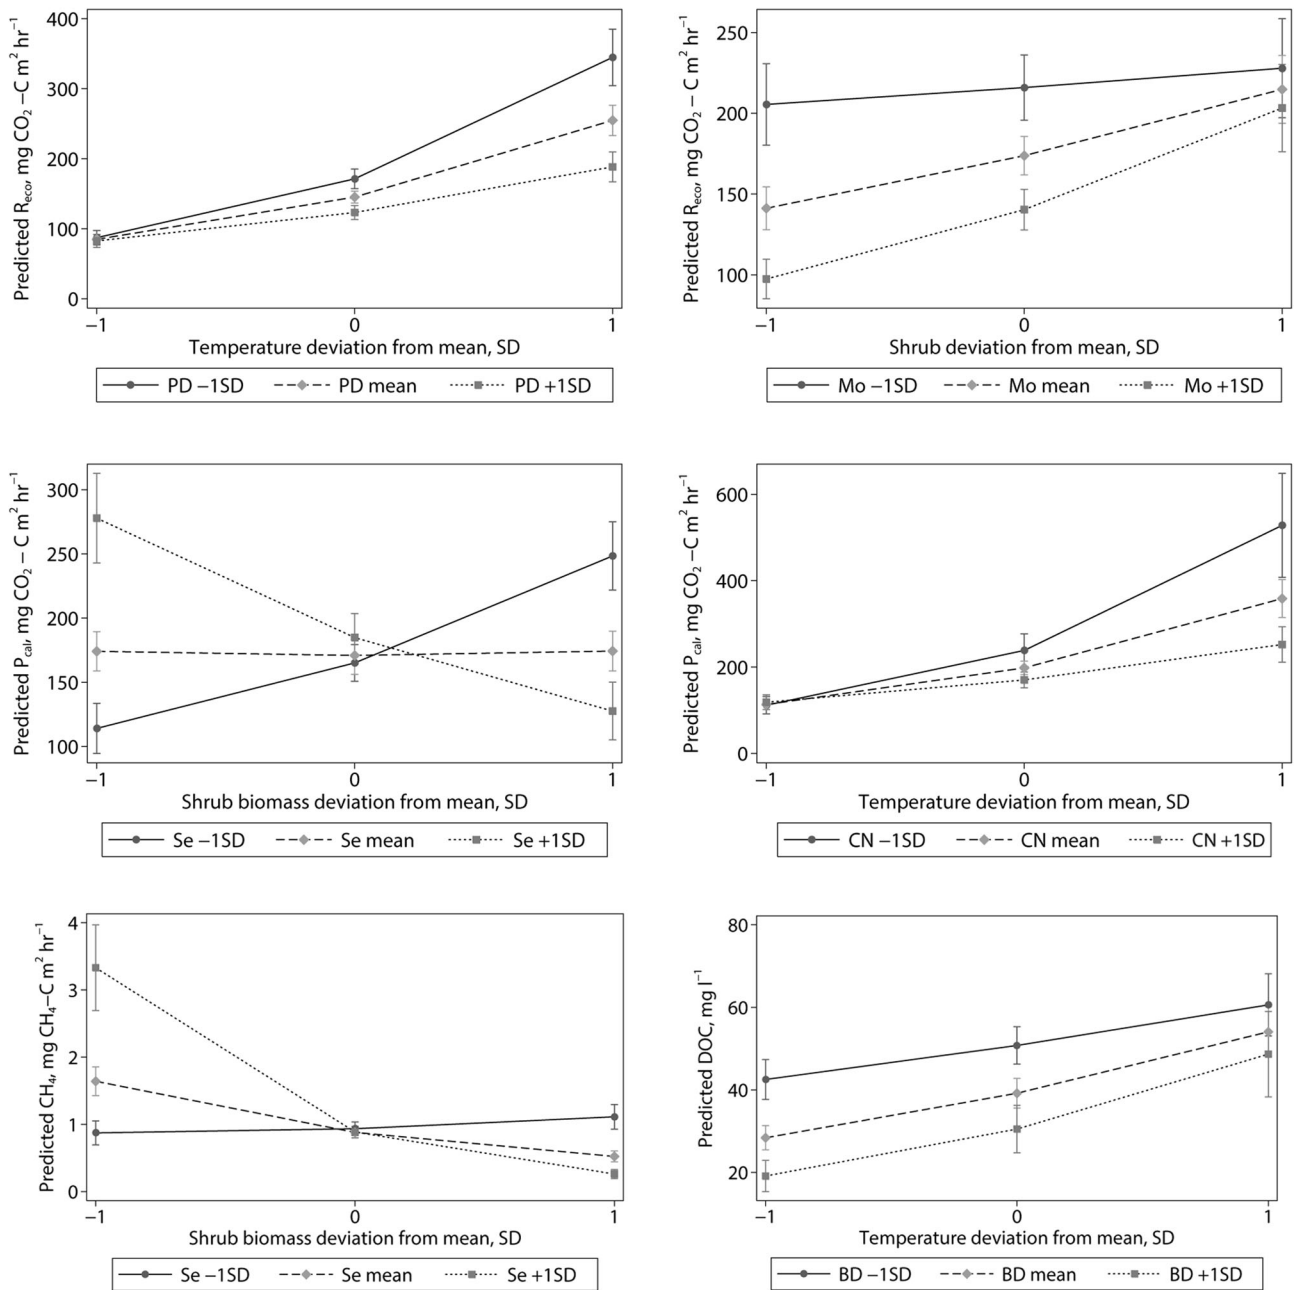 Predicted Reco, mg CO2 –C m2 hr–1
400
300
200
100
0
–1
0
1
Temperature deviation from mean, SD
PD –1SD PD mean PD +1SD
Predicted Reco, mg CO2 – C m2 hr–1
250
200
150
100
–1
0
1
Shrub deviation from mean, SD
Mo –1SD Mo mean Mo +1SD
Predicted Pcal, mg CO2 – C m2 hr–1
300
250
200
150
100
–1
0
1
Shrub biomass deviation from mean, SD
Se –1SD Se mean Se +1SD
Predicted Pcal, mg CO2 –C m2 hr–1
600
400
200
0
–1
0
1
Temperature deviation from mean, SD
CN –1SD CN mean CN +1SD
Predicted CH4, mg CH4–C m2 hr–1
4
3
2
1
0
–1
0
1
Shrub biomass deviation from mean, SD
Se –1SD Se mean Se +1SD
Predicted DOC, mg l–1
80
60
40
20
–1
0
1
Temperature deviation from mean, SD
BD –1SD BD mean BD +1SD